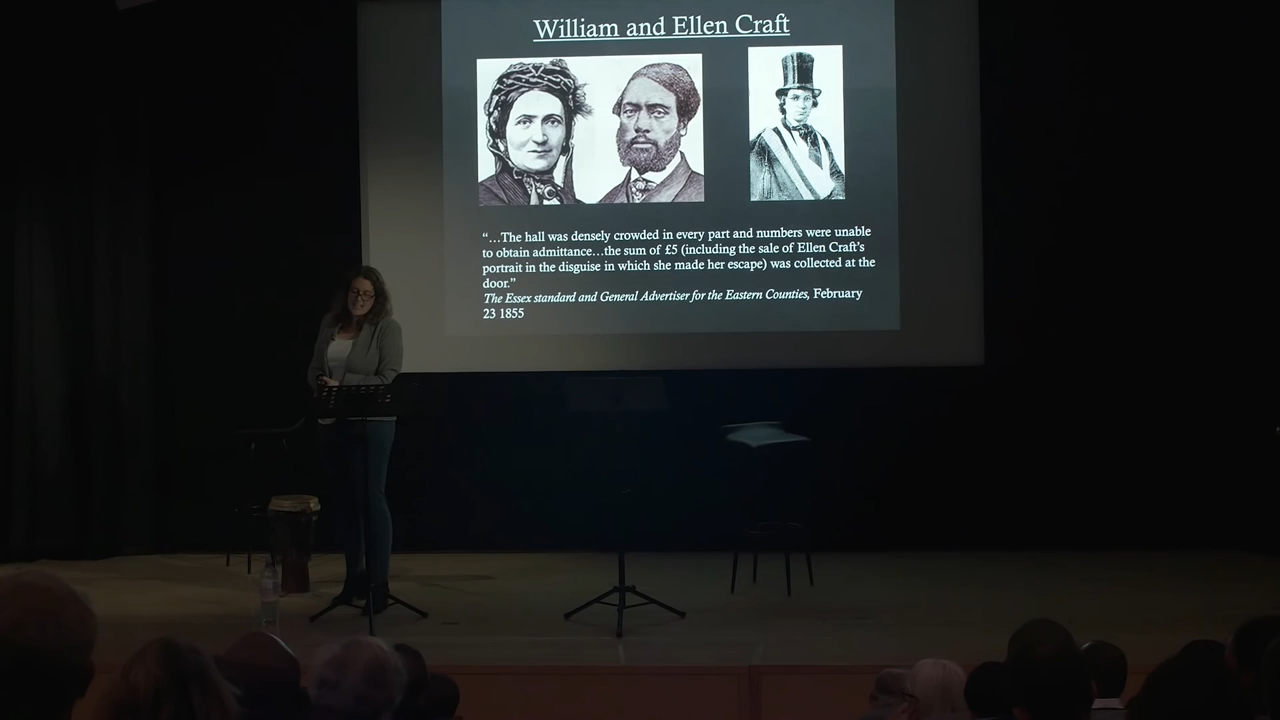 William and Ellen Craft
“…The hall was densely crowded in every part and numbers were unable
to obtain admittance…the sum of £5 (including the sale of Ellen Craft’s
portrait in the disguise in which she made her escape) was collected at the
door.”
The Essex standard and General Advertiser for the Eastern Counties, February
23 1855